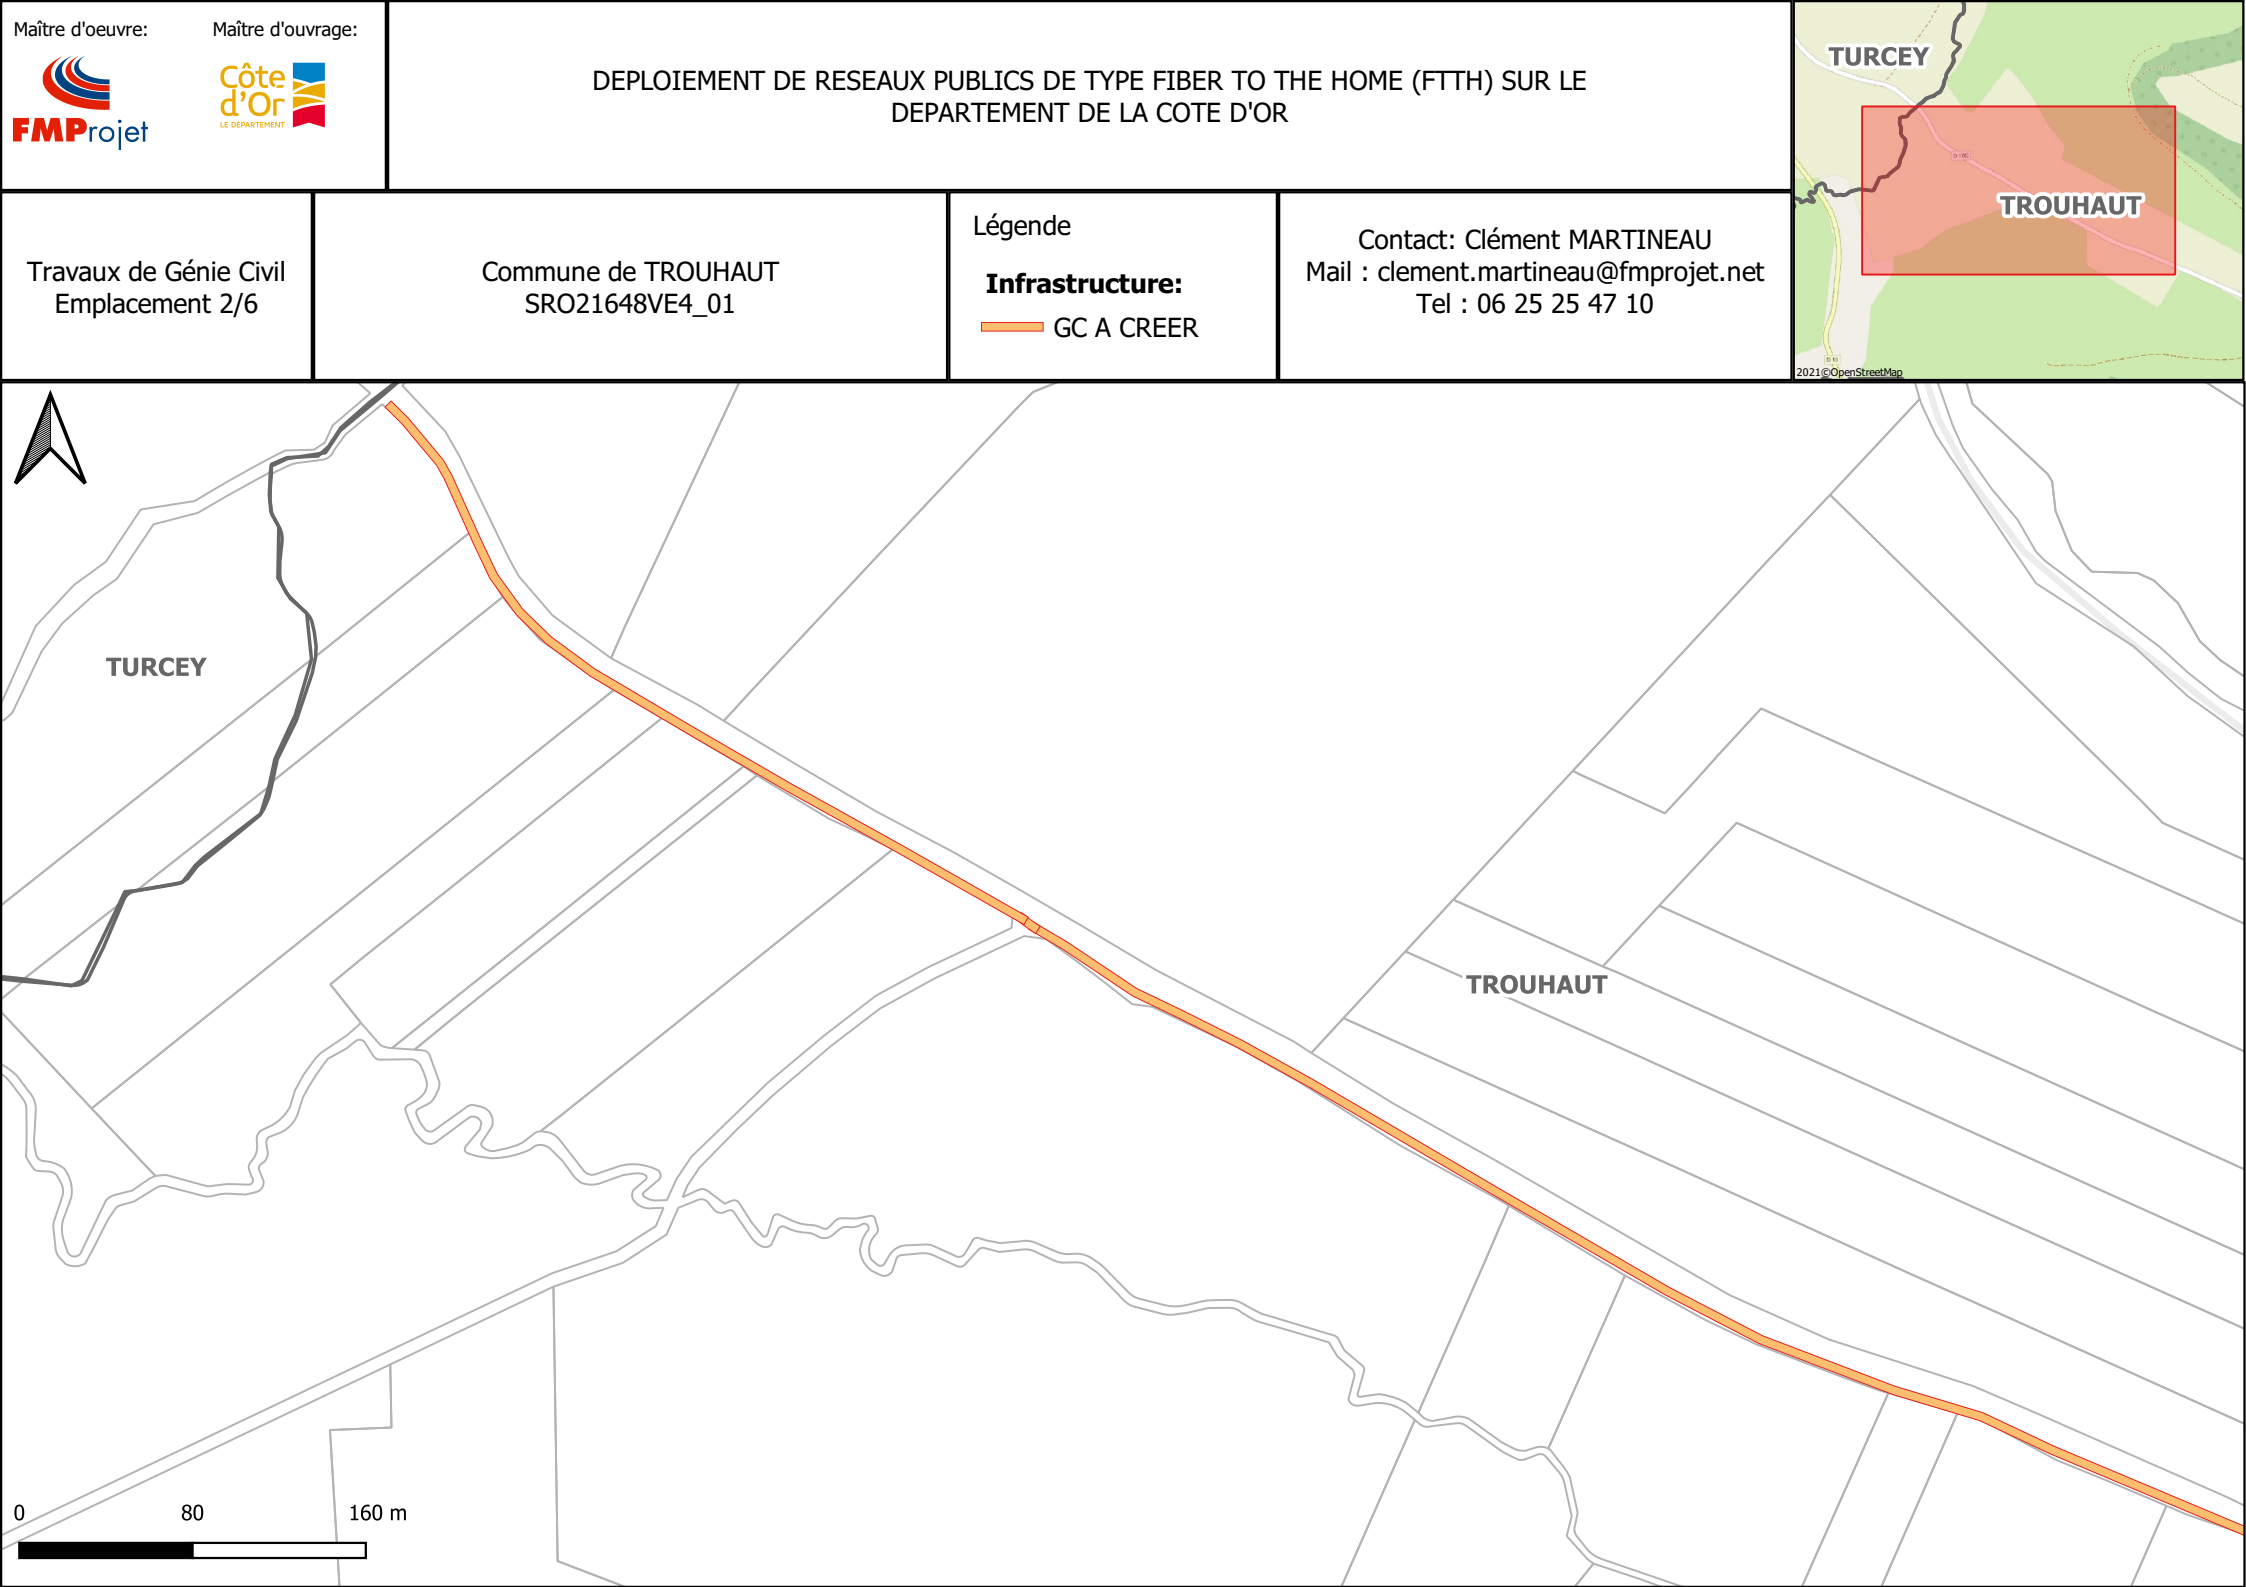 Maître d'oeuvre:
Maître d'ouvrage:
FMProjet
Côte
d'Or
LE DÉPARTEMENT
DEPLOIEMENT DE RESEAUX PUBLICS DE TYPE FIBER TO THE HOME (FTTH) SUR LE
DEPARTEMENT DE LA COTE D'OR
Travaux de Génie Civil
Emplacement 2/6
Commune de TROUHAUT
SRO21648VE4_01
Légende
Infrastructure:
GC A CREER
Contact: Clément MARTINEAU
Mail : clement.martineau@fmprojet.net
Tel : 06 25 25 47 10
TURCEY
TROUHAUT
2021©OpenStreetMap
TURCEY
TROUHAUT
0 80 160 m